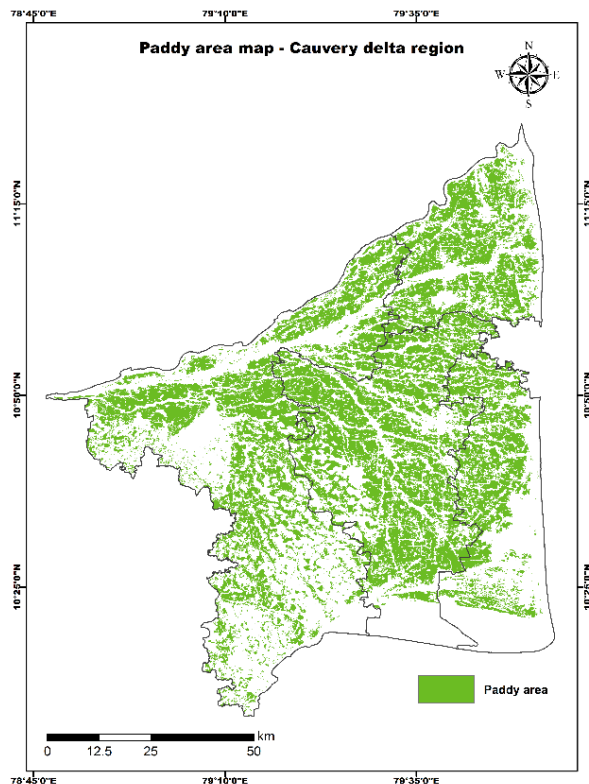 78°45'0"E 79°10'0"E 79°35'0"E
Paddy area map - Cauvery delta region
N
W E
S
11°15'0"N 11°15'0"N
10°50'0"N 10°50'0"N
10°25'0"N 10°25'0"N
Paddy area
km
0 12.5 25 50
78°45'0"E 79°10'0"E 79°35'0"E